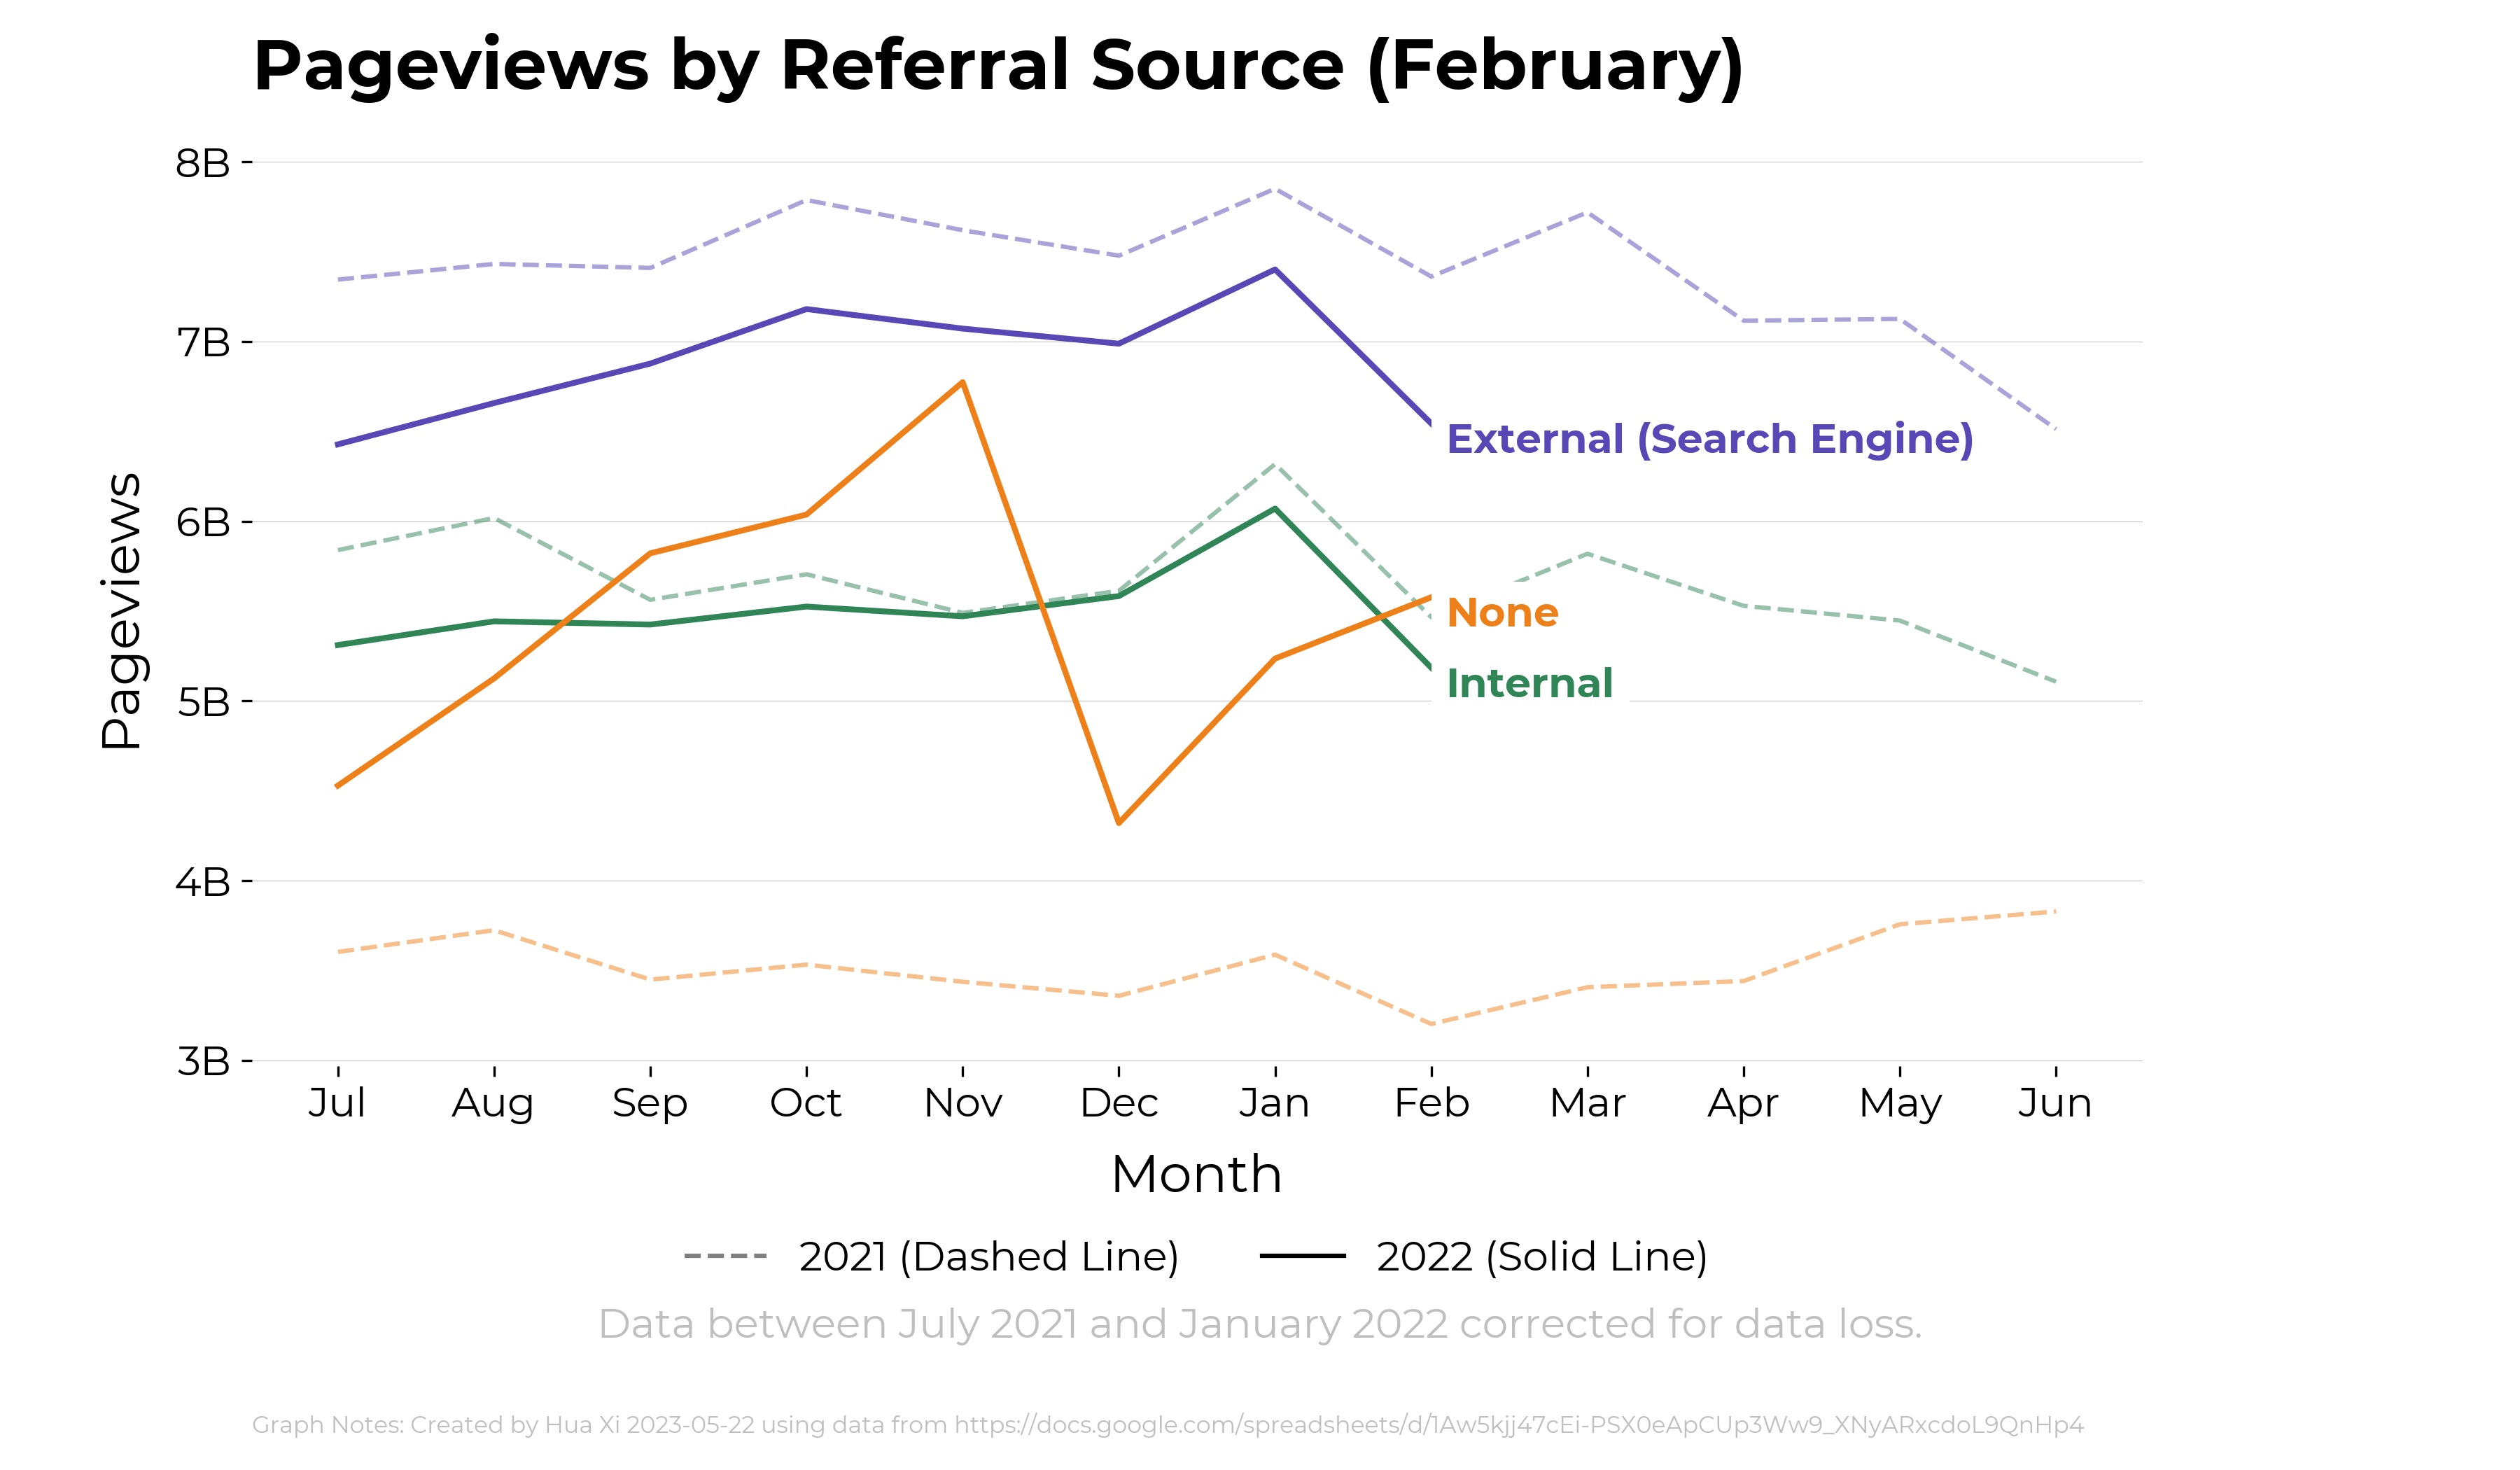 Pageviews by Referral Source (February)
8B
7B
6B
5B
4B
3B
Pageviews
External (Search Engine)
None
Internal
Jul Aug Sep Oct Nov Dec Jan Feb Mar Apr May Jun
Month
2021 (Dashed Line) 2022 (Solid Line)
Data between July 2021 and January 2022 corrected for data loss.
Graph Notes: Created by Hua Xi 2023-05-22 using data from https://docs.google.com/spreadsheets/d/1Aw5kjj47cEi-PSX0eApCUp3Ww9_XNyARxcdoL9QnHp4